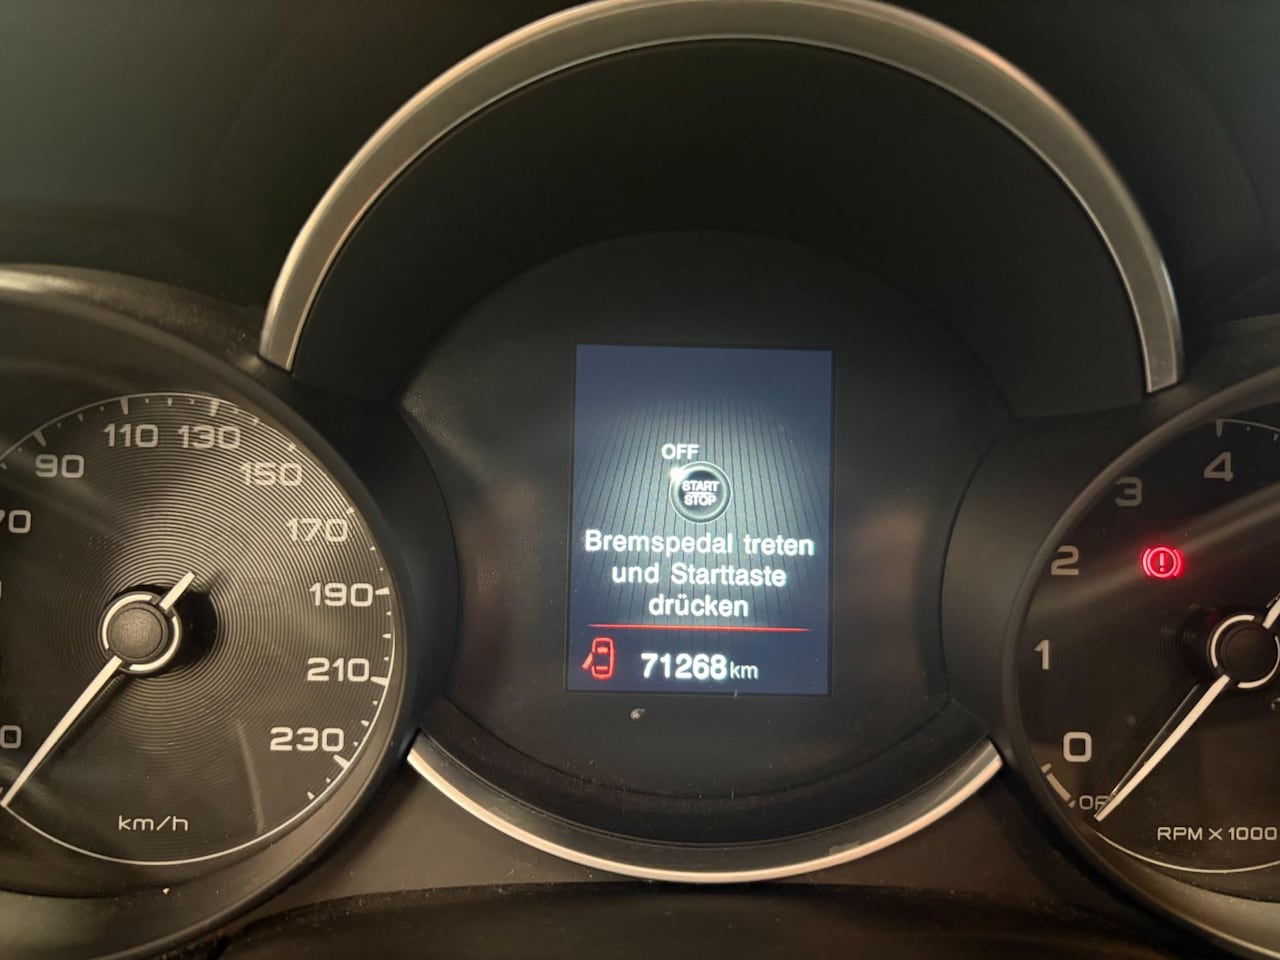 90
110
130
150
170
190
210
230
km/h
OFF
START
STOP
Bremspedal treten
und Starttaste
drücken
71268 km
4
3
2
1
0
RPM X 1000